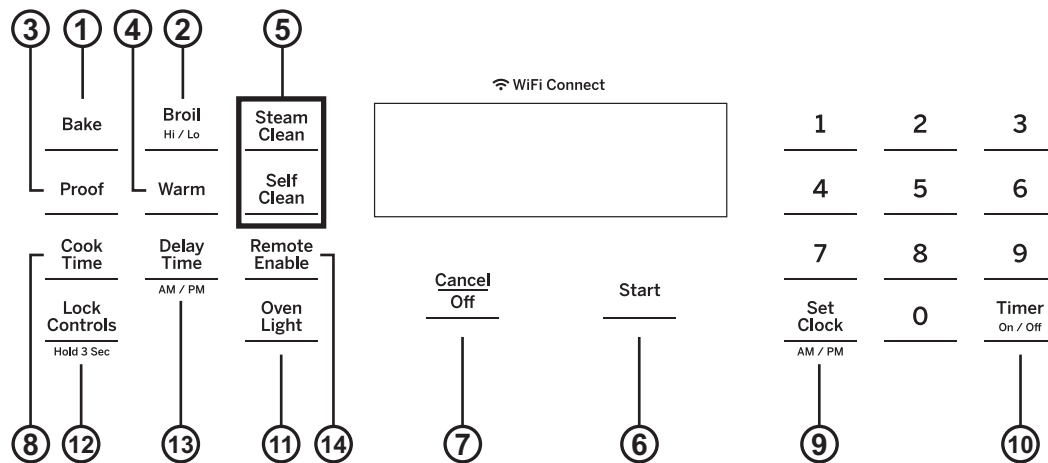 3 1 4 2 5
WiFi Connect
Bake
Broil
Hi / Lo
Steam
Clean
1 2 3
Proof
Warm
Self
Clean
4 5 6
Cook
Time
Delay
Time
AM / PM
Remote
Enable
Cancel
Off
Start
7 8 9
Lock
Controls
Hold 3 Sec
Oven
Light
Set
Clock
AM / PM
0
Timer
On / Off
8 12 13 11 14 7 6 9 10